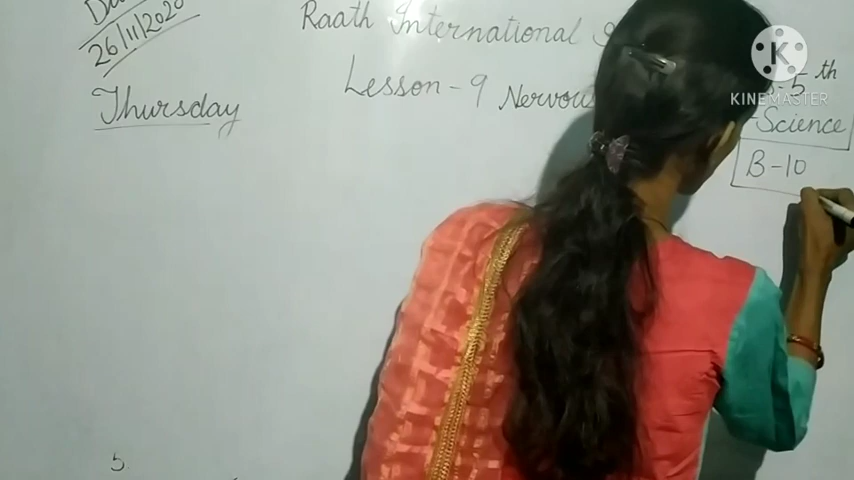 26/11/2020
Raath International
5th
KINEMASTER
Lesson-9 Nervous
Thursday
Science
B-10
5.